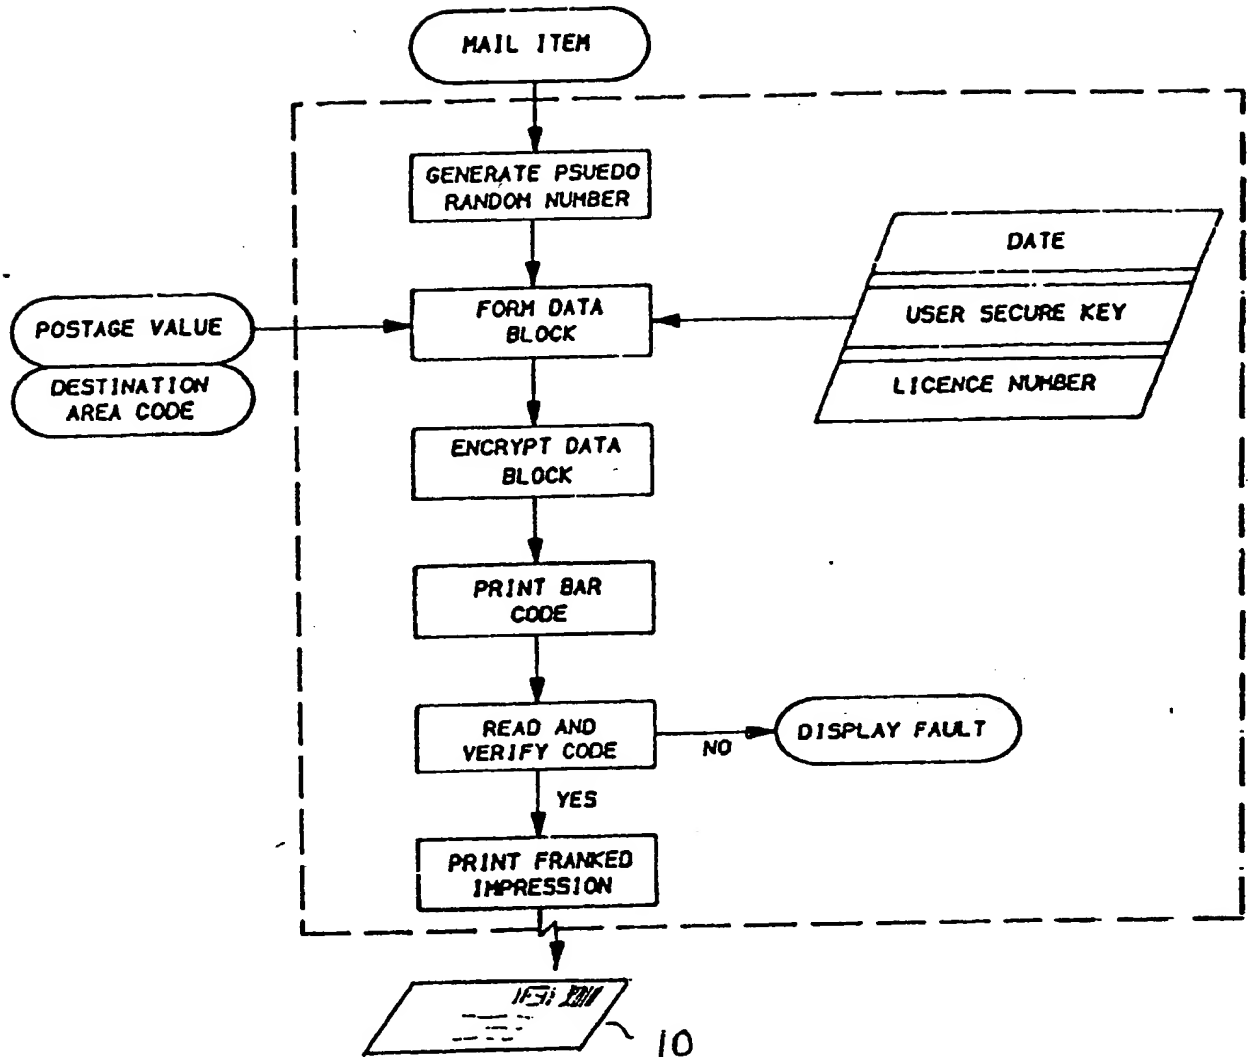 MAIL ITEM
GENERATE PSUEDO
RANDOM NUMBER
DATE
USER SECURE KEY
LICENCE NUMBER
POSTAGE VALUE
DESTINATION
AREA CODE
FORM DATA
BLOCK
ENCRYPT DATA
BLOCK
PRINT BAR
CODE
READ AND
VERIFY CODE
NO
DISPLAY FAULT
YES
PRINT FRANKED
IMPRESSION
10